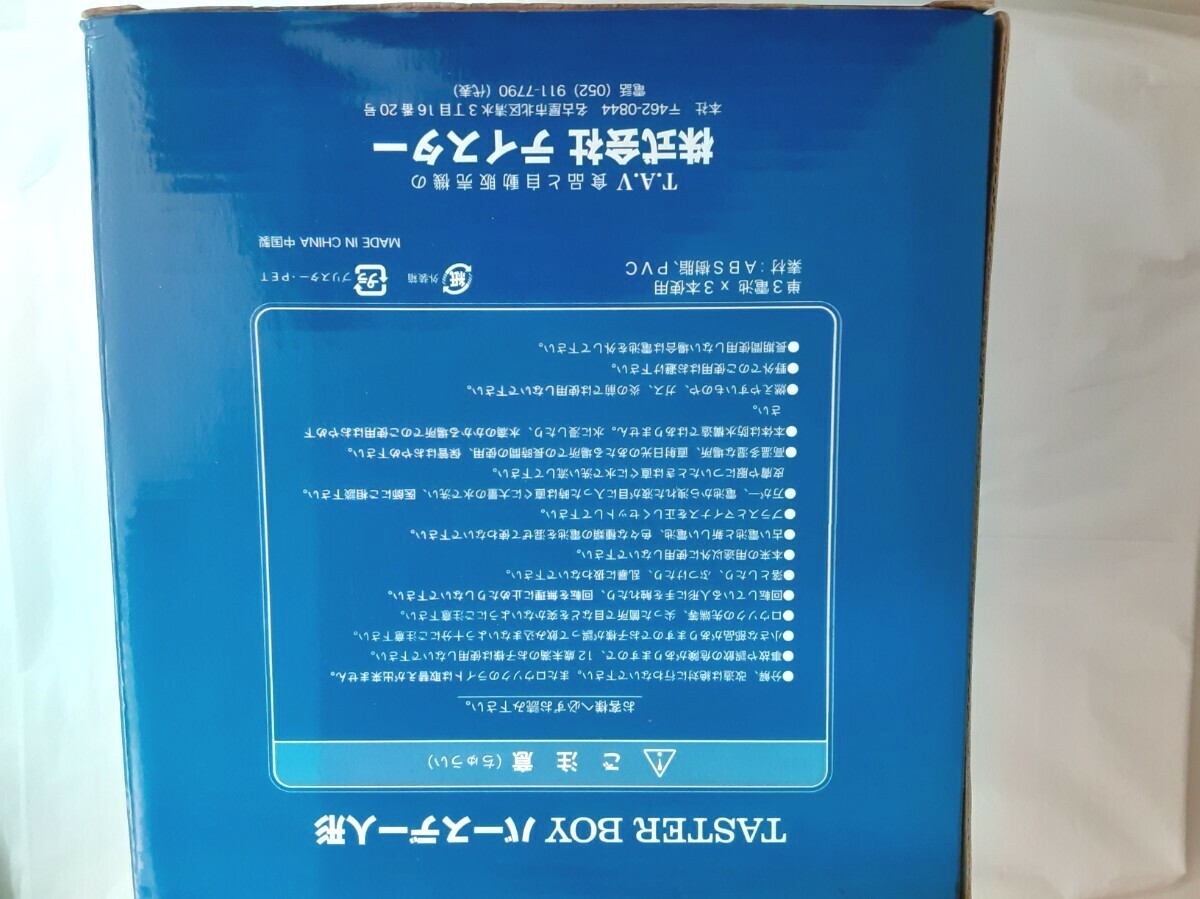 TASTER BOY バースデー人形
ご注意(ちゅうい)
お客様へ必ずお読み下さい。
●分解、改造は絶対に行わないで下さい。またロウソクのライトは取替えが出来ません。
●事故や誤飲の危険がありますので、12歳未満のお子様は使用しないで下さい。
●小さな部品がありますのでお子様が誤って飲み込まないよう十分にご注意下さい。
●ロウソクの先端等、尖った箇所で目などを突かないようにご注意下さい。
●回転している人形に手を触れたり、回転を無理に止めたりしないで下さい。
●落としたり、ぶつけたり、乱暴に扱わないで下さい。
●本来の用途以外に使用しないで下さい。
●古い電池と新しい電池、色々な種類の電池を混ぜて使わないで下さい。
●プラスとマイナスを正しくセットして下さい。
●万が一、電池から洩れた液が目に入った時は直ぐに大量の水で洗い、医師にご相談下さい。
皮膚や服についたときは直ぐに水で洗い流して下さい。
●高温多湿な場所、直射日光のあたる場所での長時間の使用、保管はおやめ下さい。
●本体は防水構造ではありません。水に浸したり、水滴のかかる場所でのご使用はおやめ下
さい。
●燃えやすいものや、ガス、炎の前では使用しないで下さい。
●野外でのご使用はお避け下さい。
●長期間使用しない場合は電池を外して下さい。
単3電池 x 3本使用
素材：ABS樹脂、PVC
紙 外装箱 プラ ブリスター・PET
MADE IN CHINA 中国製
T.A.V 食品と自動販売機の
株式会社 テイスター
本社 〒462-0844 名古屋市北区清水3丁目16番20号
電話 (052) 911-7790 (代表)